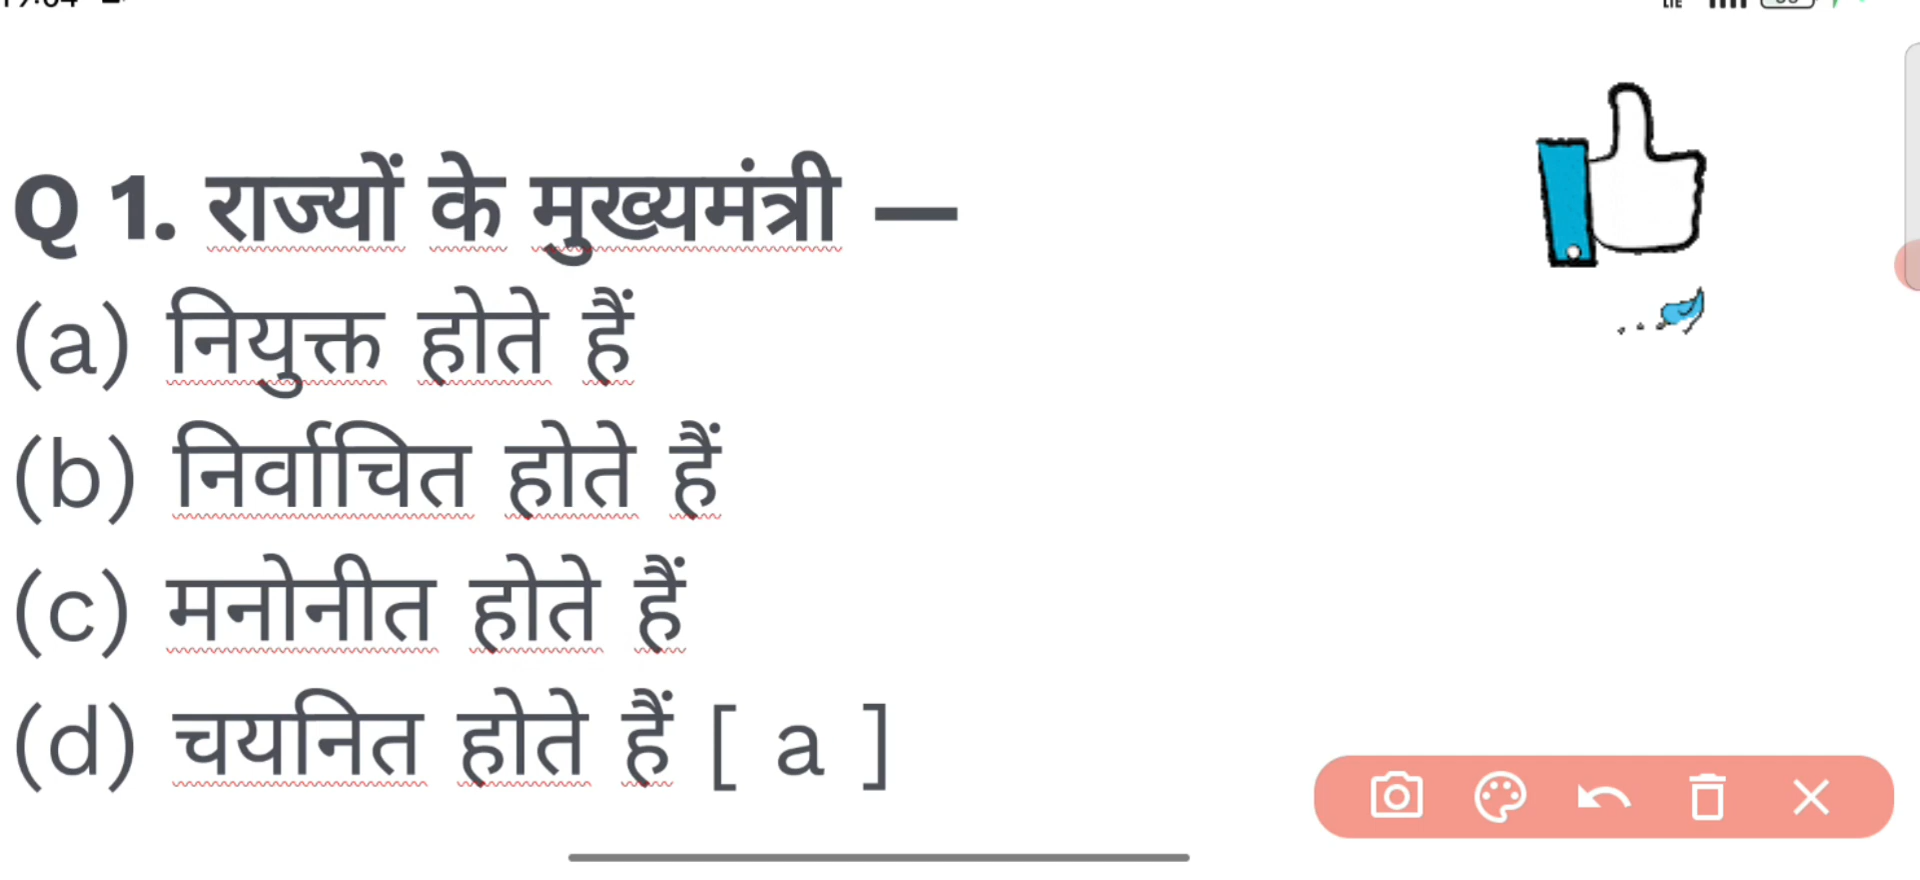 Q 1. राज्यों के मुख्यमंत्री —
(a) नियुक्त होते हैं
(b) निर्वाचित होते हैं
(c) मनोनीत होते हैं
(d) चयनित होते हैं [ a ]